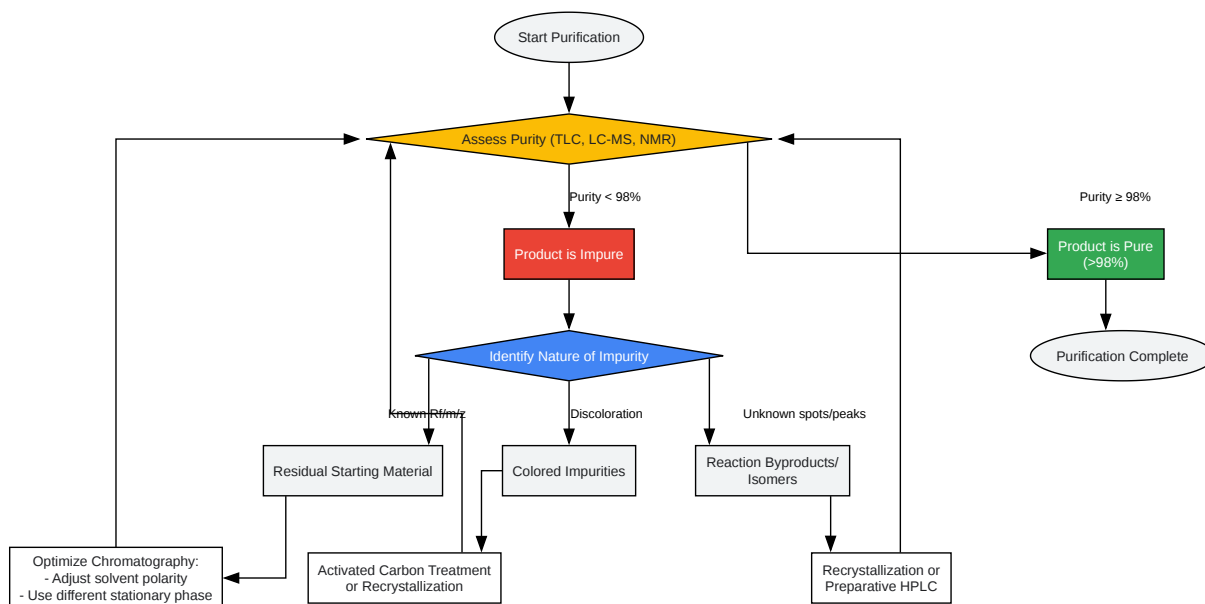 Start Purification
Assess Purity (TLC, LC-MS, NMR)
Purity < 98%
Purity ≥ 98%
Product is Impure
Product is Pure
(>98%)
Identify Nature of Impurity
Purification Complete
Known Rf/m/z
Discoloration
Unknown spots/peaks
Residual Starting Material
Colored Impurities
Reaction Byproducts/
Isomers
Optimize Chromatography:
- Adjust solvent polarity
- Use different stationary phase
Activated Carbon Treatment
or Recrystallization
Recrystallization or
Preparative HPLC